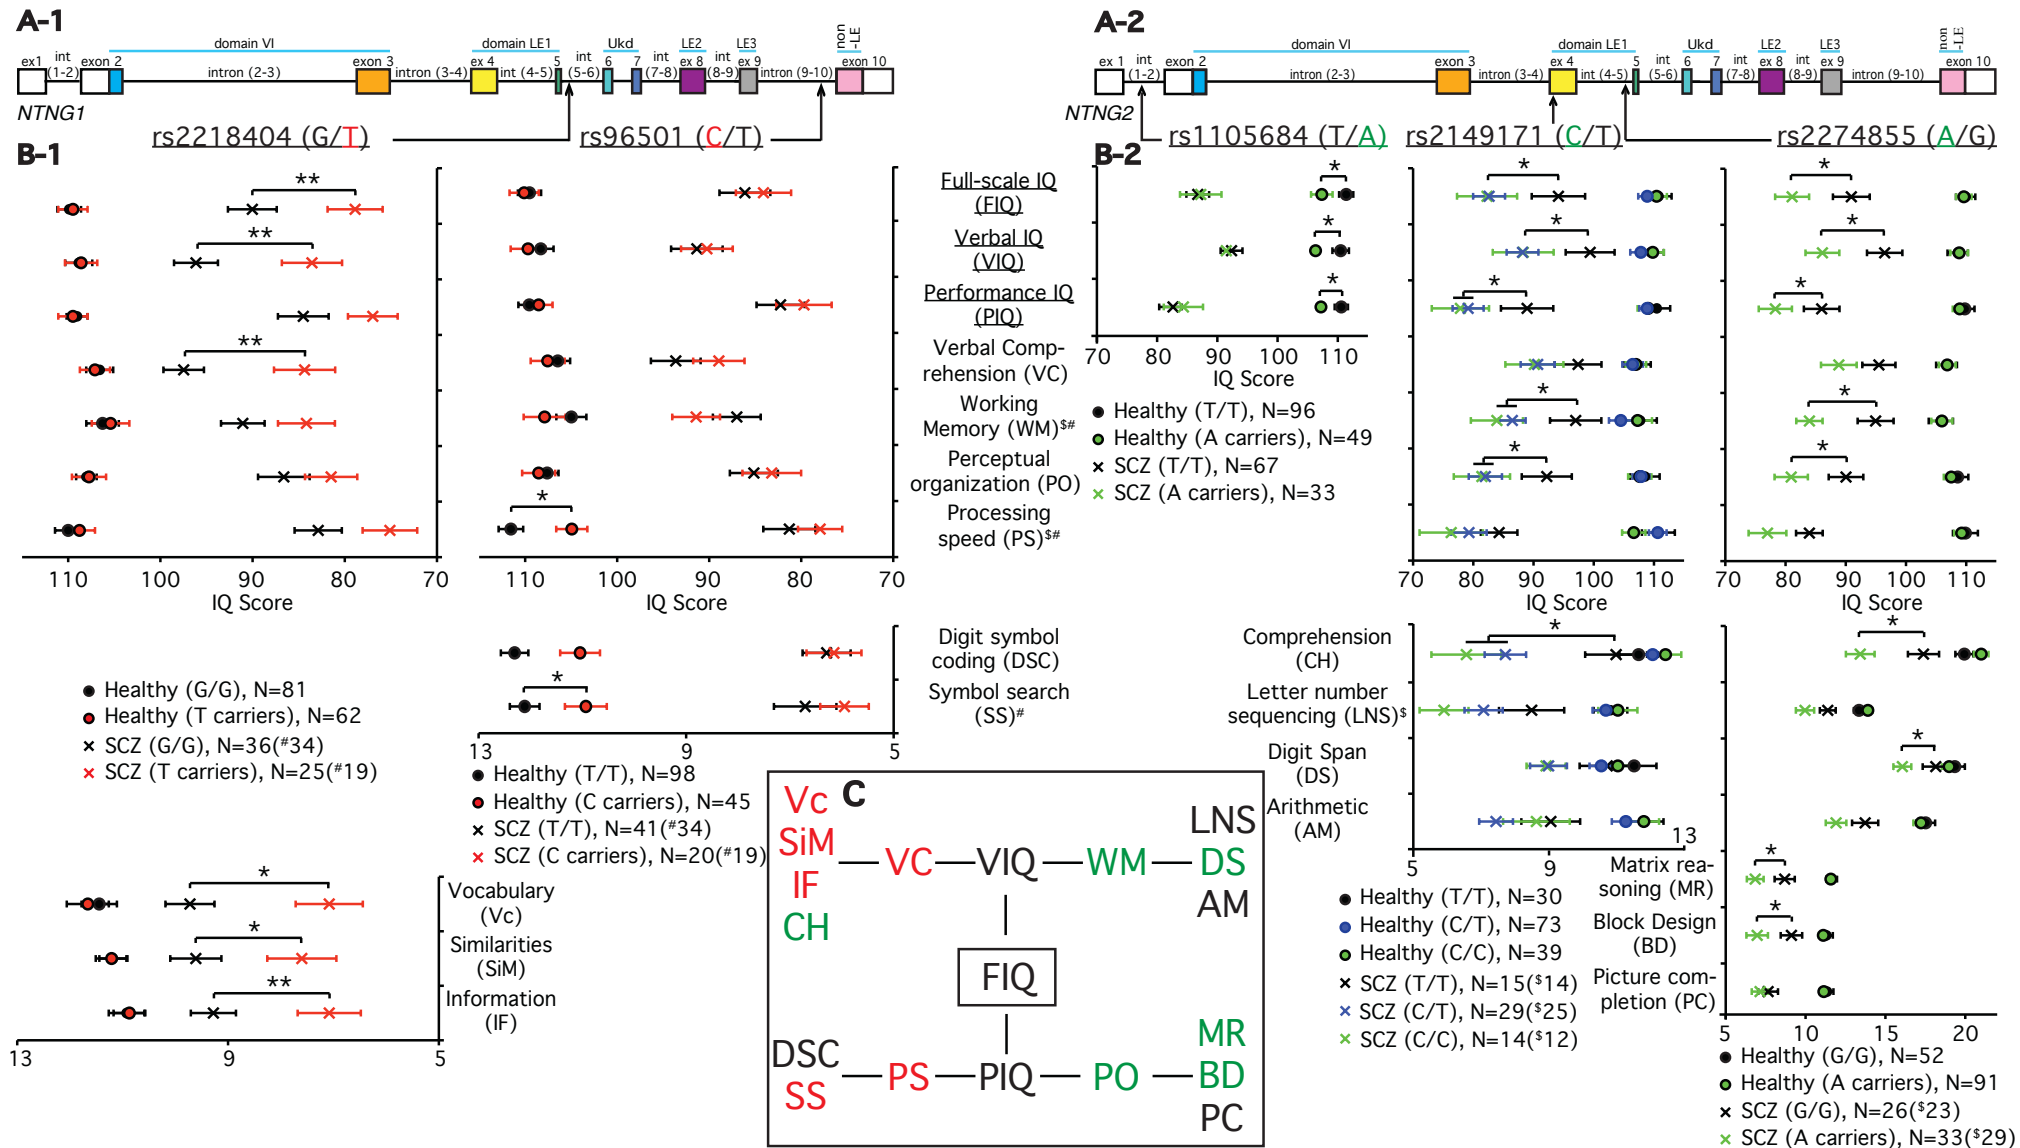 A-1
domain VI
domain LE1
int
Ukd
int
LE2
int
LE3
non
-LE
ex1
int
(1-2)
exon 2
intron (2-3)
exon 3
intron (3-4)
ex 4
int (4-5)
5
(5-6)
6
7
(7-8)
ex 8
(8-9)
ex 9
intron (9-10)
exon 10
NTNG1
rs2218404 (G/T)
rs96501 (C/T)
A-2
domain VI
domain LE1
int
Ukd
int
LE2
int
LE3
non
-LE
ex 1
int
(1-2)
exon 2
intron (2-3)
exon 3
intron (3-4)
ex 4
int (4-5)
5
(5-6)
6
7
(7-8)
ex 8
(8-9)
ex 9
intron (9-10)
exon 10
NTNG2
rs1105684 (T/A)
rs2149171 (C/T)
rs2274855 (A/G)
B-1
**
**
**
110 100 90 80 70
IQ Score
*
110 100 90 80
IQ Score
Full-scale IQ
(FIQ)
Verbal IQ
(VIQ)
Performance IQ
(PIQ)
Verbal Comp-
rehension (VC)
Working
Memory (WM)$#
Perceptual
organization (PO)
Processing
speed (PS)$#
B-2
*
*
*
70 80 90 100 110
IQ Score
Healthy (T/T), N=96
Healthy (A carriers), N=49
SCZ (T/T), N=67
SCZ (A carriers), N=33
*
*
*
*
*
70 80 90 100 110
IQ Score
*
*
*
*
*
70 80 90 100 110
IQ Score
Healthy (G/G), N=81
Healthy (T carriers), N=62
SCZ (G/G), N=36(#34)
SCZ (T carriers), N=25(#19)
*
Digit symbol
coding (DSC)
Symbol search
(SS)#
13 9 5
Healthy (T/T), N=98
Healthy (C carriers), N=45
SCZ (T/T), N=41(#34)
SCZ (C carriers), N=20(#19)
*
*
**
Vocabulary
(Vc)
Similarities
(SiM)
Information
(IF)
13 9 5
C
Vc
SiM
IF
CH
VC
VIQ
WM
LNS
DS
AM
FIQ
DSC
SS
PS
PIQ
PO
MR
BD
PC
Comprehension
(CH)
Letter number
sequencing (LNS)$
Digit Span
(DS)
Arithmetic
(AM)
*
5 9 13
Healthy (T/T), N=30
Healthy (C/T), N=73
Healthy (C/C), N=39
SCZ (T/T), N=15($14)
SCZ (C/T), N=29($25)
SCZ (C/C), N=14($12)
*
*
*
*
Matrix rea-
soning (MR)
Block Design
(BD)
Picture com-
pletion (PC)
5 10 15 20
Healthy (G/G), N=52
Healthy (A carriers), N=91
SCZ (G/G), N=26($23)
SCZ (A carriers), N=33($29)